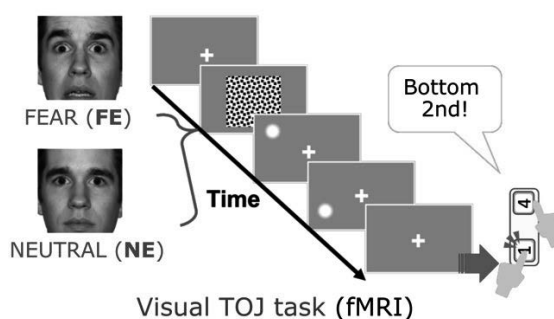 FEAR (FE)
NEUTRAL (NE)
Time
Bottom
2nd!
4
1
Visual TOJ task (fMRI)